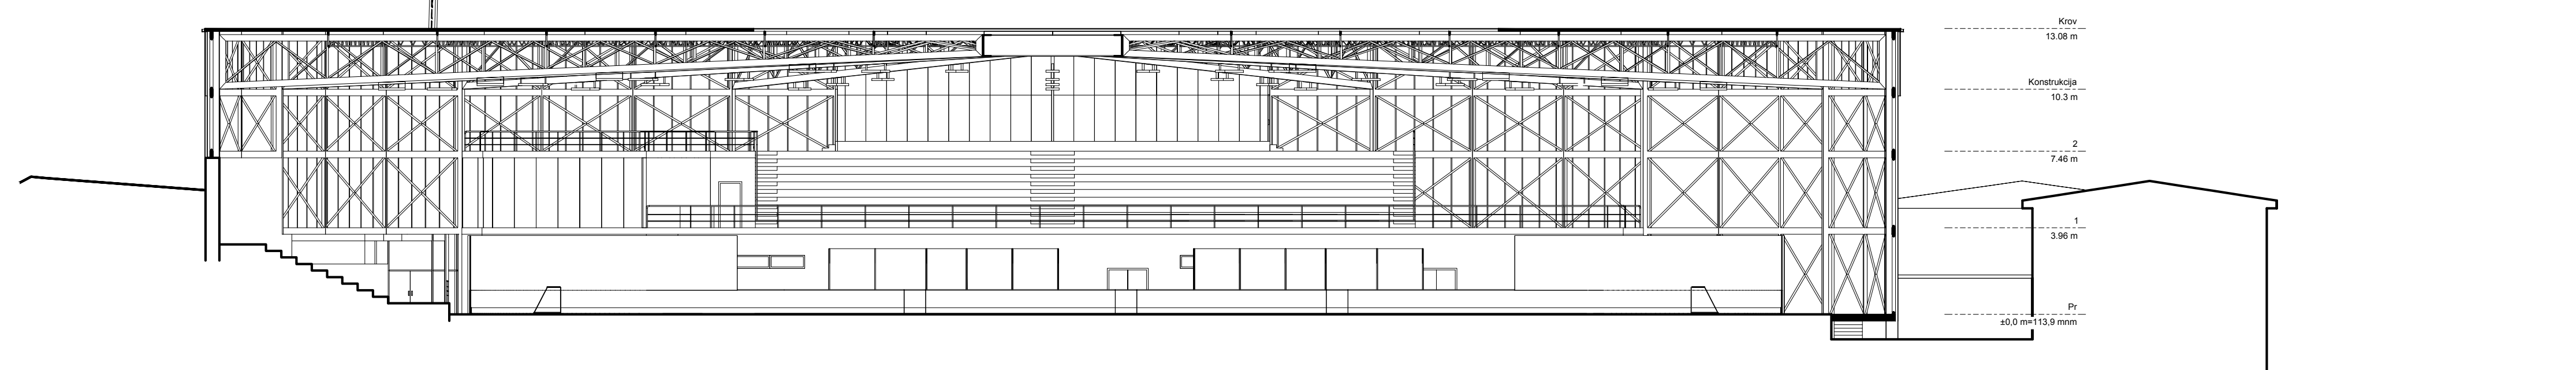 Krov
13.08 m
Konstrukcija
10.3 m
2
7.46 m
1
3.96 m
Pr
±0,0 m=113,9 mnm